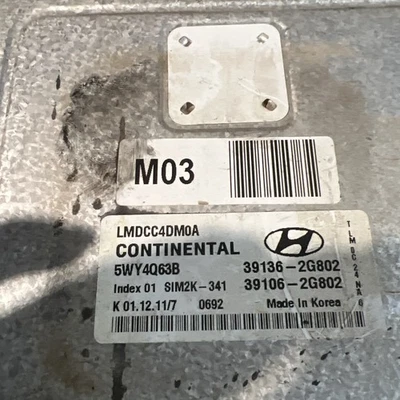 M03
LMDCC4DM0A
CONTINENTAL
5WY4Q63B 39136-2G802
Index 01 SIM2K-341 39106-2G802
K 01.12.11/7 0692 Made in Korea